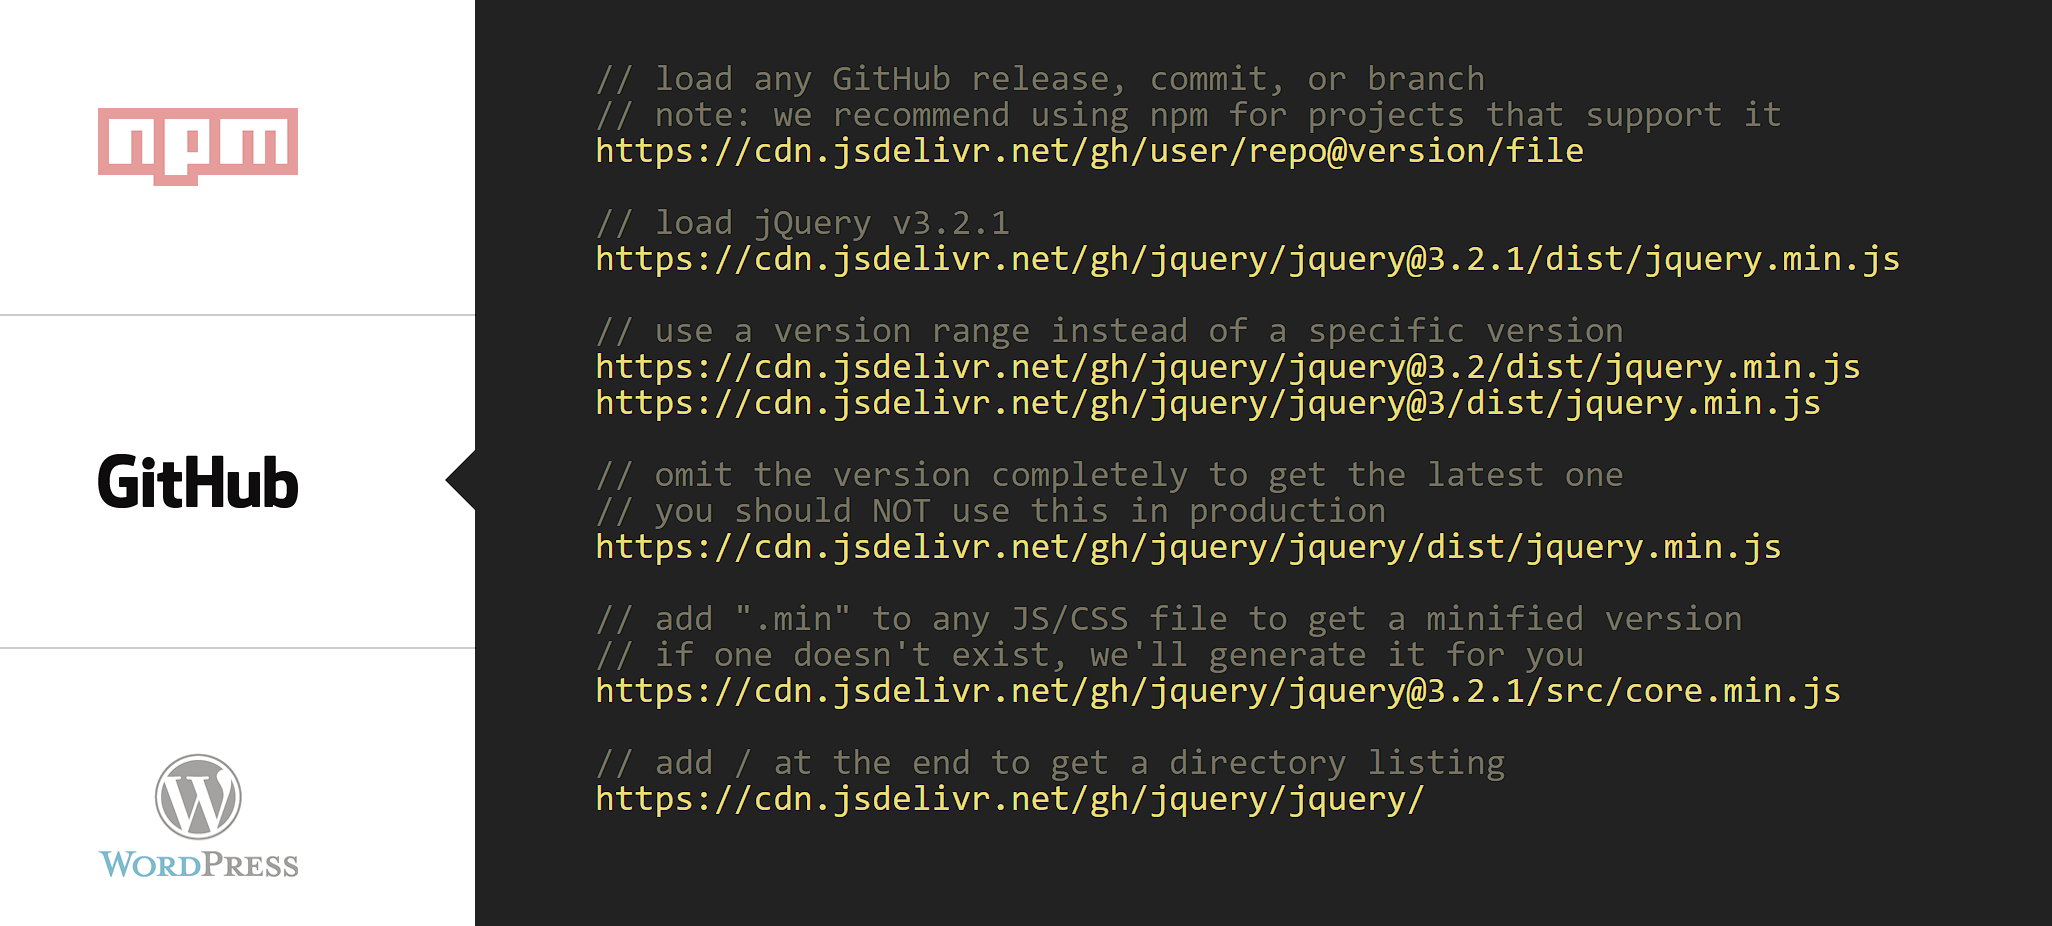 npm
GitHub
WORDPRESS
// load any GitHub release, commit, or branch
// note: we recommend using npm for projects that support it
https://cdn.jsdelivr.net/gh/user/repo@version/file
// load jQuery v3.2.1
https://cdn.jsdelivr.net/gh/jquery/jquery@3.2.1/dist/jquery.min.js
// use a version range instead of a specific version
https://cdn.jsdelivr.net/gh/jquery/jquery@3.2/dist/jquery.min.js
https://cdn.jsdelivr.net/gh/jquery/jquery@3/dist/jquery.min.js
// omit the version completely to get the latest one
// you should NOT use this in production
https://cdn.jsdelivr.net/gh/jquery/jquery/dist/jquery.min.js
// add ".min" to any JS/CSS file to get a minified version
// if one doesn't exist, we'll generate it for you
https://cdn.jsdelivr.net/gh/jquery/jquery@3.2.1/src/core.min.js
// add / at the end to get a directory listing
https://cdn.jsdelivr.net/gh/jquery/jquery/